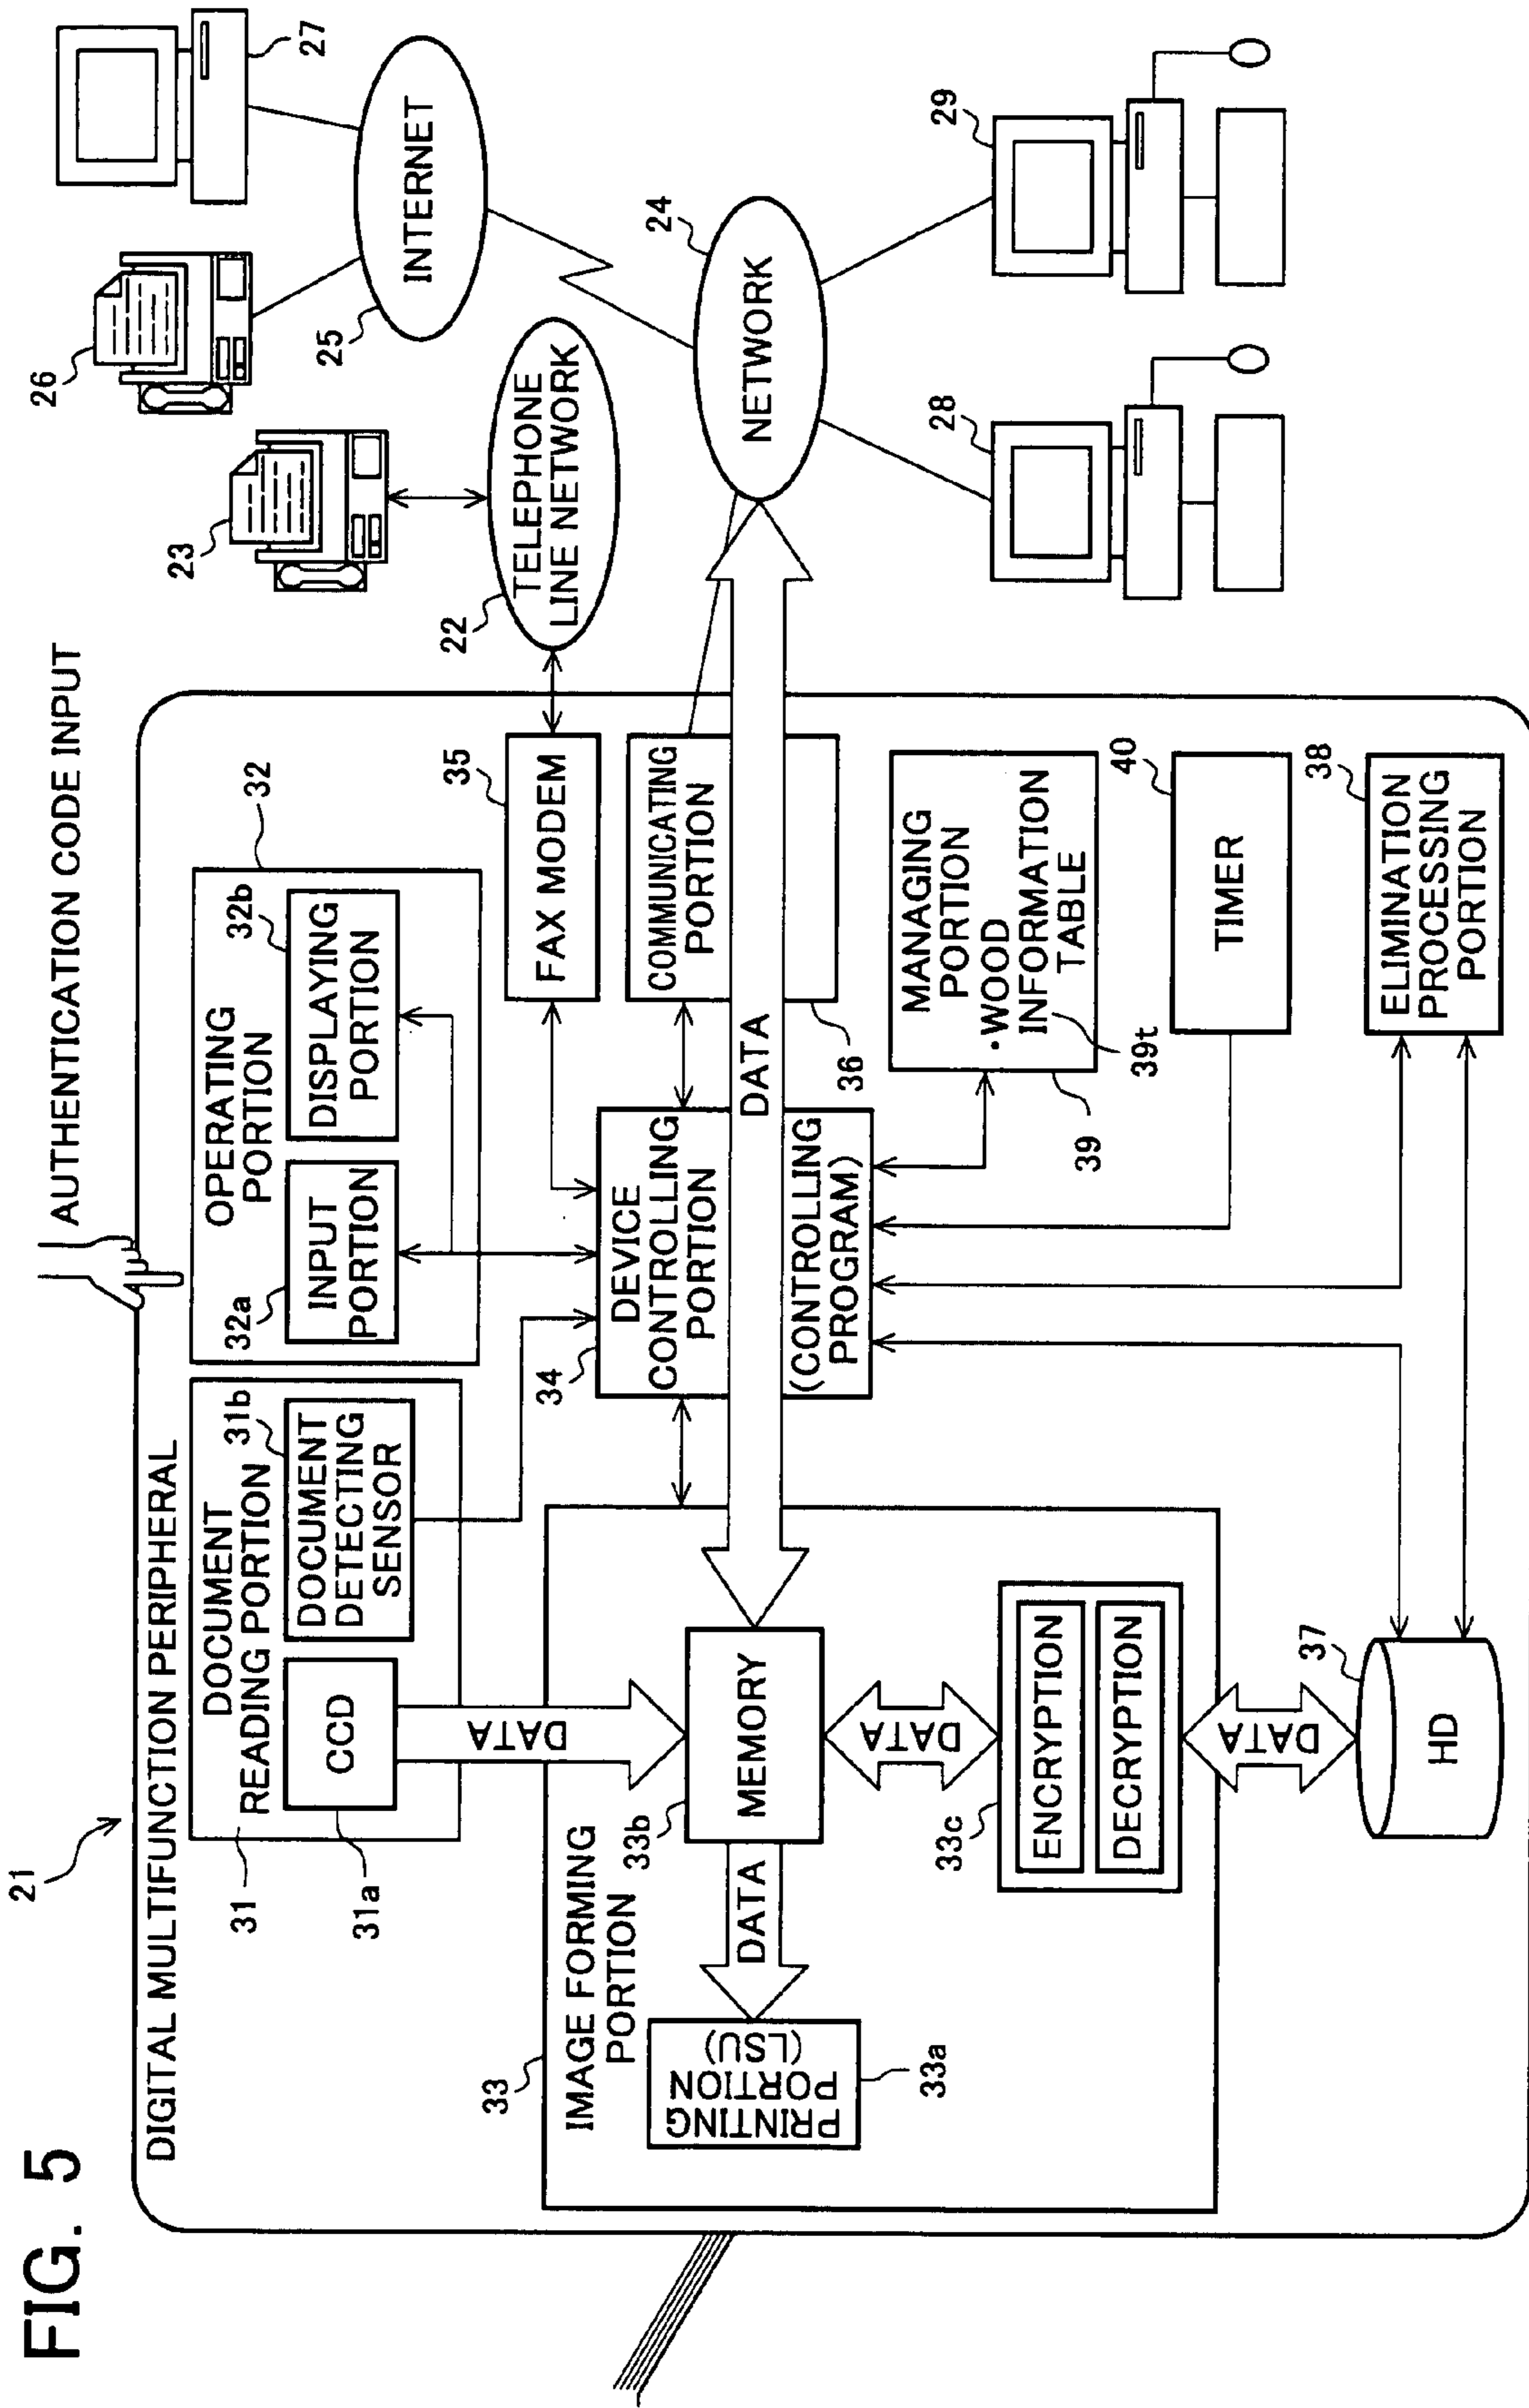 FIG. 5
21
AUTHENTICATION CODE INPUT
DIGITAL MULTIFUNCTION PERIPHERAL
DOCUMENT
READING PORTION
31
CCD
31a
DOCUMENT
DETECTING
SENSOR
31b
OPERATING
PORTION
32
INPUT
PORTION
32a
DISPLAYING
PORTION
32b
DATA
IMAGE FORMING
PORTION
33
PRINTING
PORTION
(LSU)
33a
DATA
MEMORY
33b
DATA
33c
ENCRYPTION
DECRYPTION
DATA
HD
37
DEVICE
CONTROLLING
PORTION
(CONTROLLING
PROGRAM)
34
DATA
FAX MODEM
35
COMMUNICATING
PORTION
36
MANAGING
PORTION
·WOOD
INFORMATION
TABLE
39t
39
TIMER
40
ELIMINATION
PROCESSING
PORTION
38
23
TELEPHONE
LINE NETWORK
22
26
27
INTERNET
25
NETWORK
24
28
29